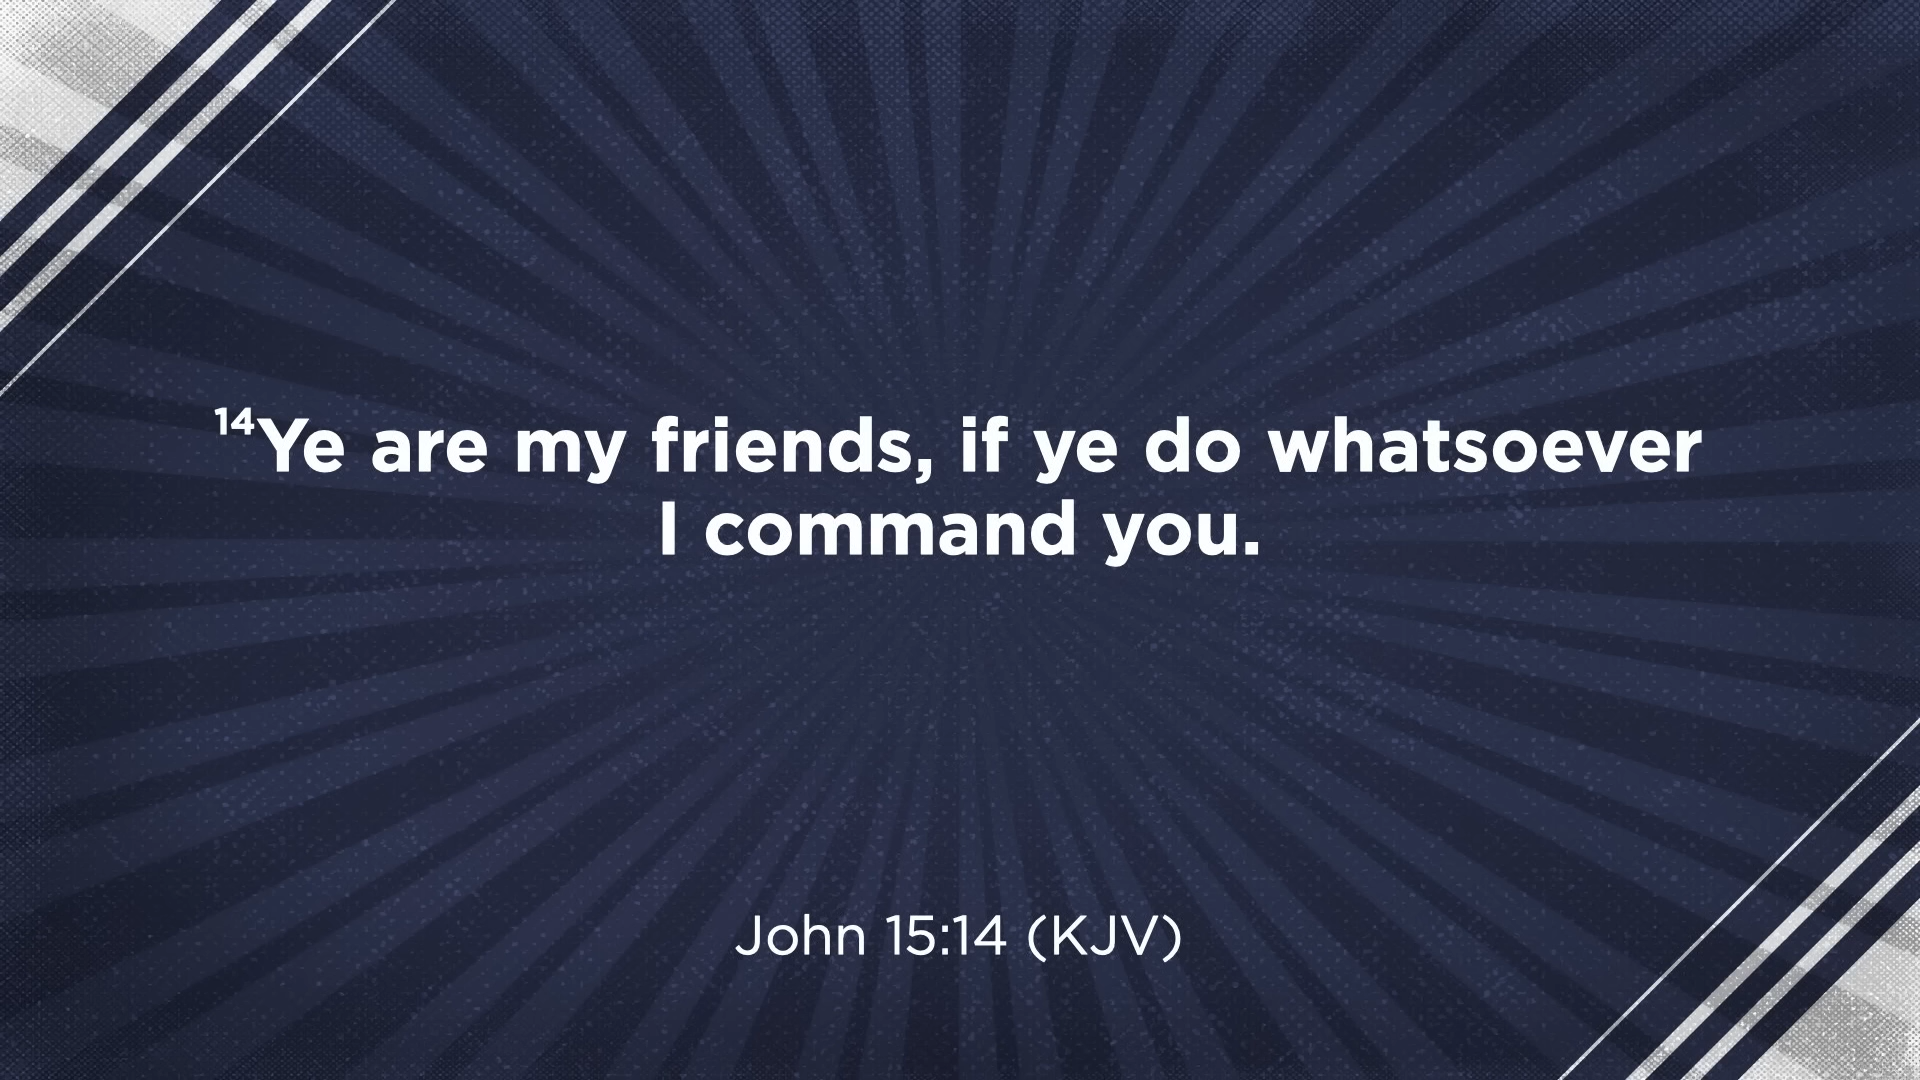 ¹⁴Ye are my friends, if ye do whatsoever
I command you.
John 15:14 (KJV)